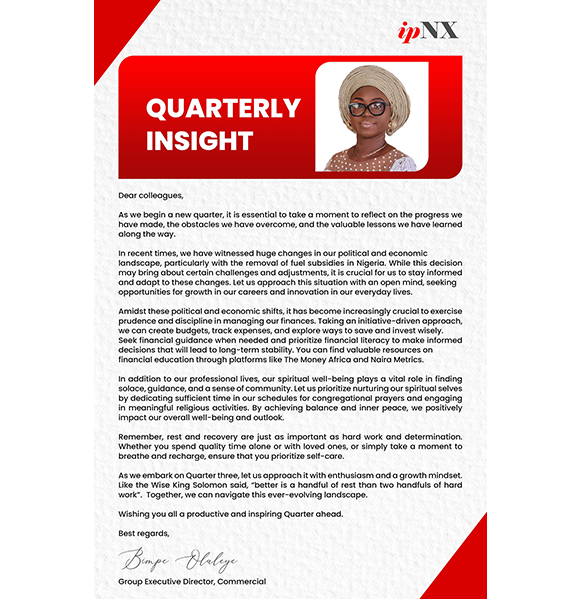 ipNX
QUARTERLY
INSIGHT
Dear colleagues,
As we begin a new quarter, it is essential to take a moment to reflect on the progress we
have made, the obstacles we have overcome, and the valuable lessons we have learned
along the way.
In recent times, we have witnessed huge changes in our political and economic
landscape, particularly with the removal of fuel subsidies in Nigeria. While this decision
may bring about certain challenges and adjustments, it is crucial for us to stay informed
and adapt to these changes. Let us approach this situation with an open mind, seeking
opportunities for growth in our careers and innovation in our everyday lives.
Amidst these political and economic shifts, it has become increasingly crucial to exercise
prudence and discipline in managing our finances. Taking an initiative-driven approach,
we can create budgets, track expenses, and explore ways to save and invest wisely.
Seek financial guidance when needed and prioritize financial literacy to make informed
decisions that will lead to long-term stability. You can find valuable resources on
financial education through platforms like The Money Africa and Naira Metrics.
In addition to our professional lives, our spiritual well-being plays a vital role in finding
solace, guidance, and a sense of community. Let us prioritize nurturing our spiritual selves
by dedicating sufficient time in our schedules for congregational prayers and engaging
in meaningful religious activities. By achieving balance and inner peace, we positively
impact our overall well-being and outlook.
Remember, rest and recovery are just as important as hard work and determination.
Whether you spend quality time alone or with loved ones, or simply take a moment to
breathe and recharge, ensure that you prioritize self-care.
As we embark on Quarter three, let us approach it with enthusiasm and a growth mindset.
Like the Wise King Solomon said, "better is a handful of rest than two handfuls of hard
work". Together, we can navigate this ever-evolving landscape.
Wishing you all a productive and inspiring Quarter ahead.
Best regards,
Bimpe Olaleye
Group Executive Director, Commercial